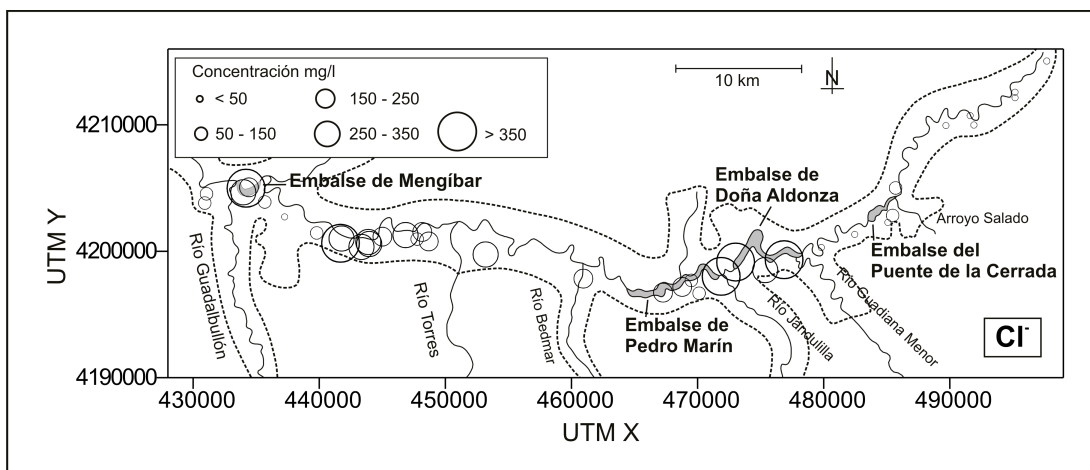 Concentración mg/l
< 50
150 - 250
50 - 150
250 - 350
> 350
10 km
N
4210000
4200000
4190000
UTM Y
Embalse de Mengíbar
Embalse de
Doña Aldonza
Arroyo Salado
Embalse del
Puente de la Cerrada
Embalse de
Pedro Marín
Río Guadalbullón
Río Torres
Río Bedmar
Río Jandulilla
Río Guadiana Menor
Cl-
430000
440000
450000
460000
470000
480000
490000
UTM X